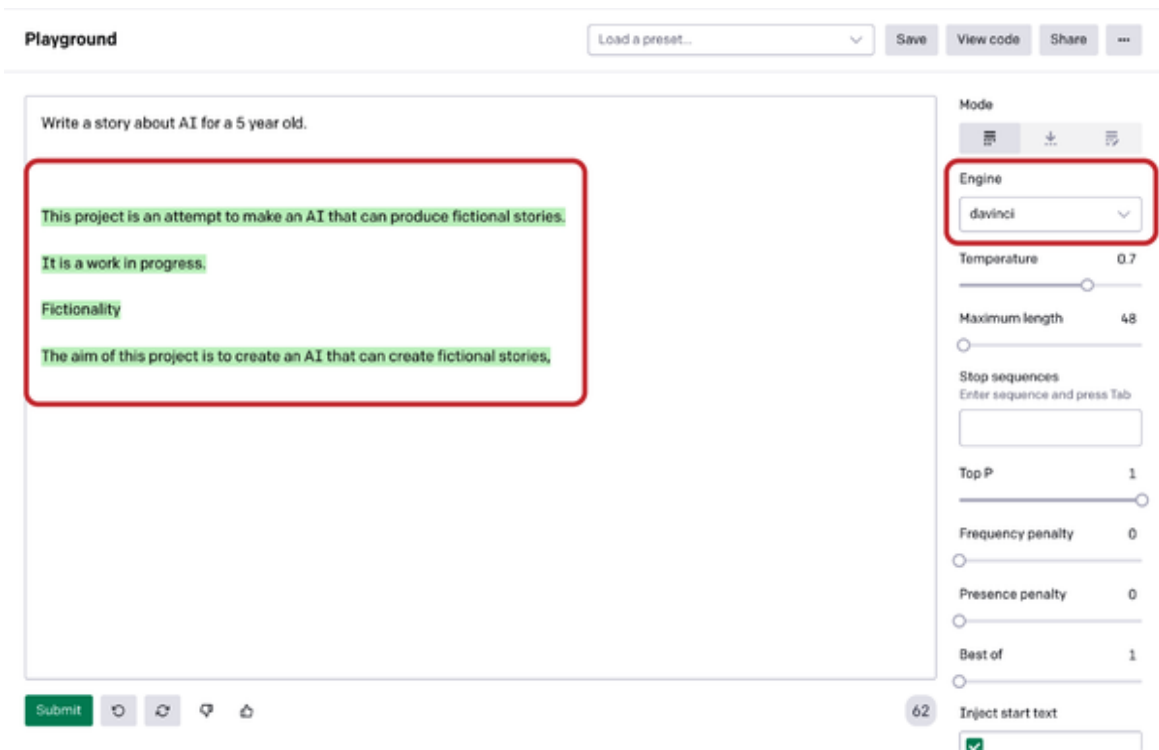 Playground
Load a preset...
Save
View code
Share
...
Write a story about AI for a 5 year old.
This project is an attempt to make an AI that can produce fictional stories.
It is a work in progress.
Fictionality
The aim of this project is to create an AI that can create fictional stories,
Mode
Engine
davinci
Temperature 0.7
Maximum length 48
Stop sequences
Enter sequence and press Tab
Top P 1
Frequency penalty 0
Presence penalty 0
Best of 1
Inject start text
Submit
62